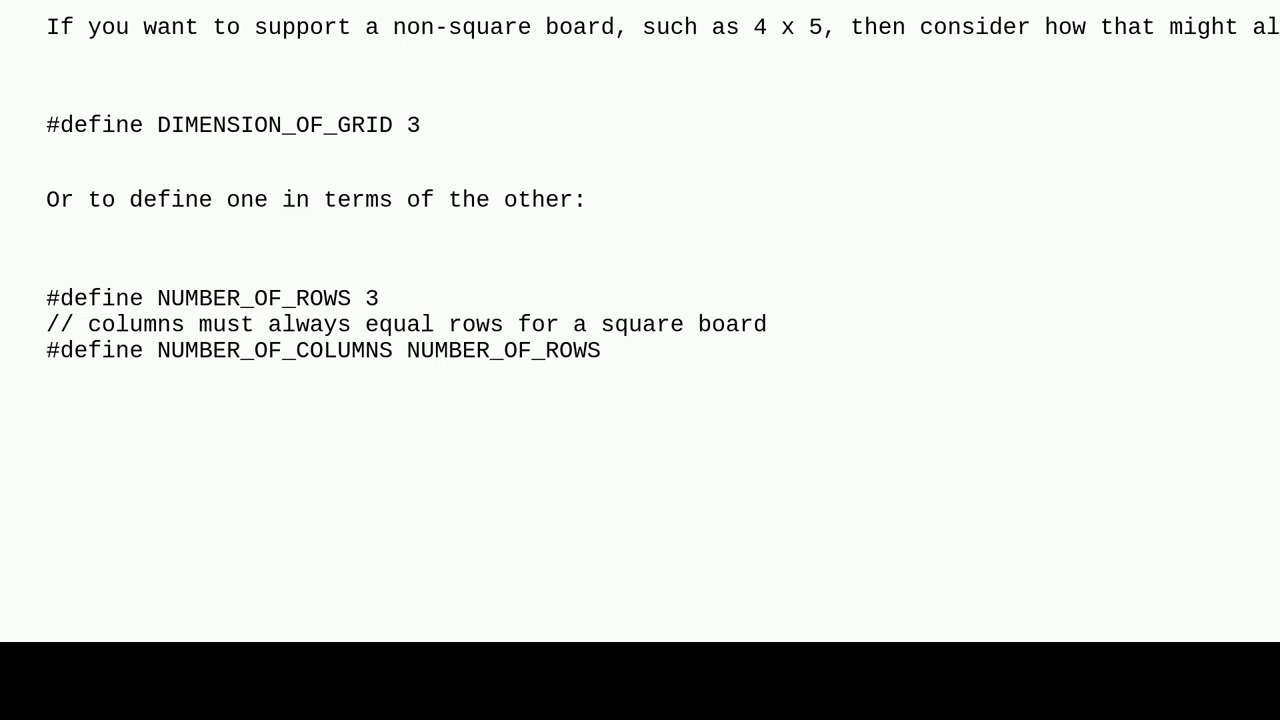 If you want to support a non-square board, such as 4 x 5, then consider how that might
#define DIMENSION_OF_GRID 3
Or to define one in terms of the other:
#define NUMBER_OF_ROWS 3
// columns must always equal rows for a square board
#define NUMBER_OF_COLUMNS NUMBER_OF_ROWS